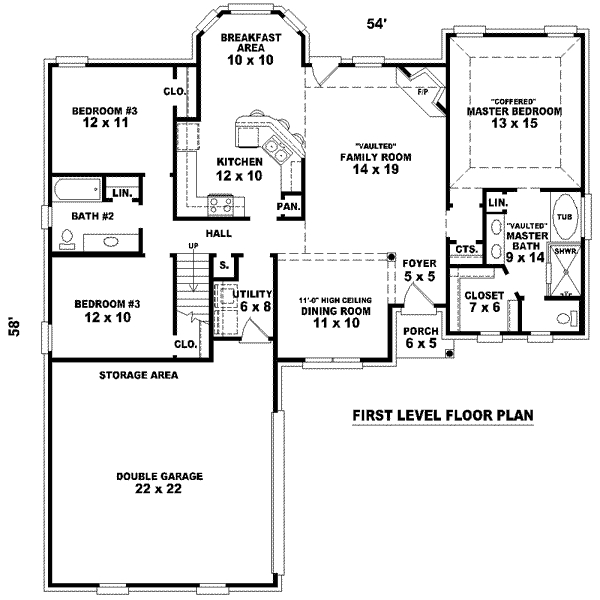 54'
BREAKFAST
AREA
10 x 10
CLO.
F/P
BEDROOM #3
12 x 11
"COFFERED"
MASTER BEDROOM
13 x 15
"VAULTED"
FAMILY ROOM
14 x 19
KITCHEN
12 x 10
LIN.
PAN.
LIN.
BATH #2
TUB
"VAULTED"
MASTER
BATH
9 x 14
HALL
UP
CTS.
SHWR
S.
FOYER
5 x 5
BEDROOM #3
12 x 10
UTILITY
6 x 8
11'-0" HIGH CEILING
DINING ROOM
11 x 10
CLOSET
7 x 6
58'
PORCH
6 x 5
CLO.
STORAGE AREA
FIRST LEVEL FLOOR PLAN
DOUBLE GARAGE
22 x 22